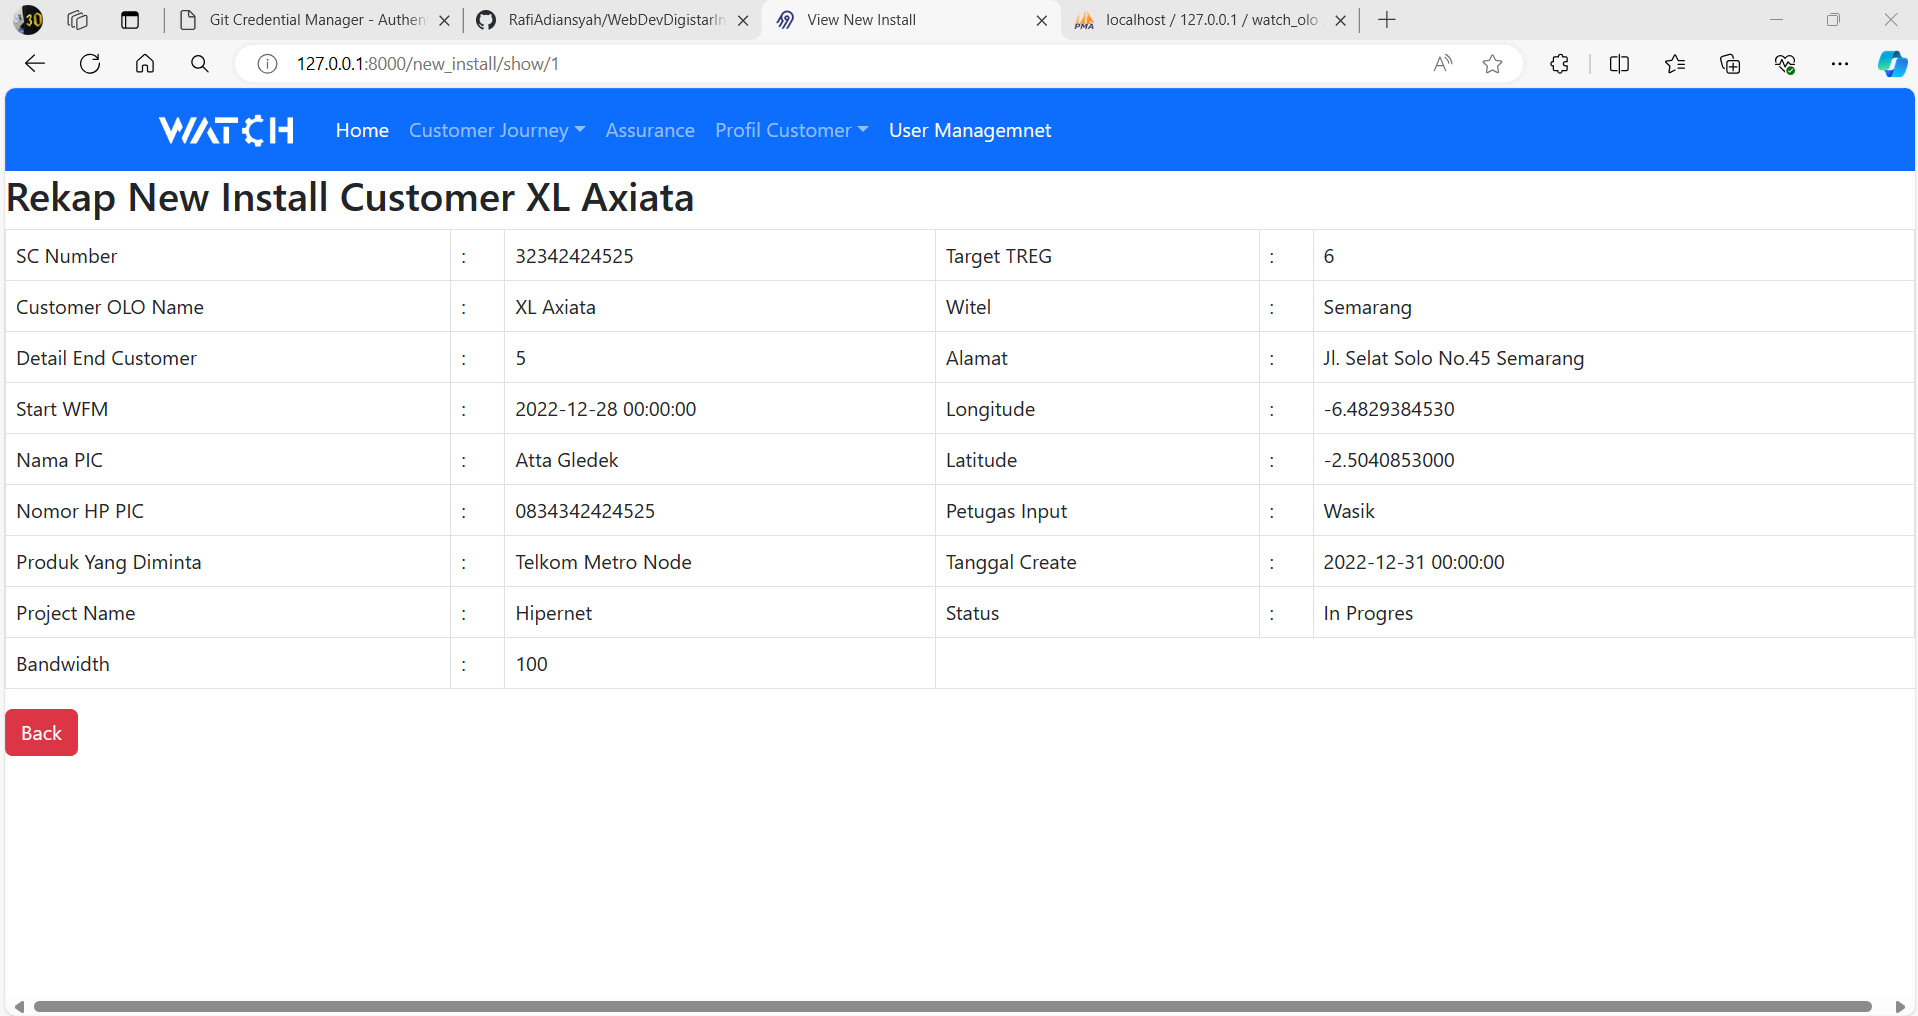 30
Git Credential Manager - Authen
RafiAdiansyah/WebDevDigistarIn
View New Install
PMA
localhost / 127.0.0.1 / watch_olo
127.0.0.1:8000/new_install/show/1
WATCH
Home
Customer Journey
Assurance
Profil Customer
User Managemnet
Rekap New Install Customer XL Axiata
SC Number : 32342424525 Target TREG : 6
Customer OLO Name : XL Axiata Witel : Semarang
Detail End Customer : 5 Alamat : Jl. Selat Solo No.45 Semarang
Start WFM : 2022-12-28 00:00:00 Longitude : -6.4829384530
Nama PIC : Atta Gledek Latitude : -2.5040853000
Nomor HP PIC : 0834342424525 Petugas Input : Wasik
Produk Yang Diminta : Telkom Metro Node Tanggal Create : 2022-12-31 00:00:00
Project Name : Hipernet Status : In Progres
Bandwidth : 100
Back